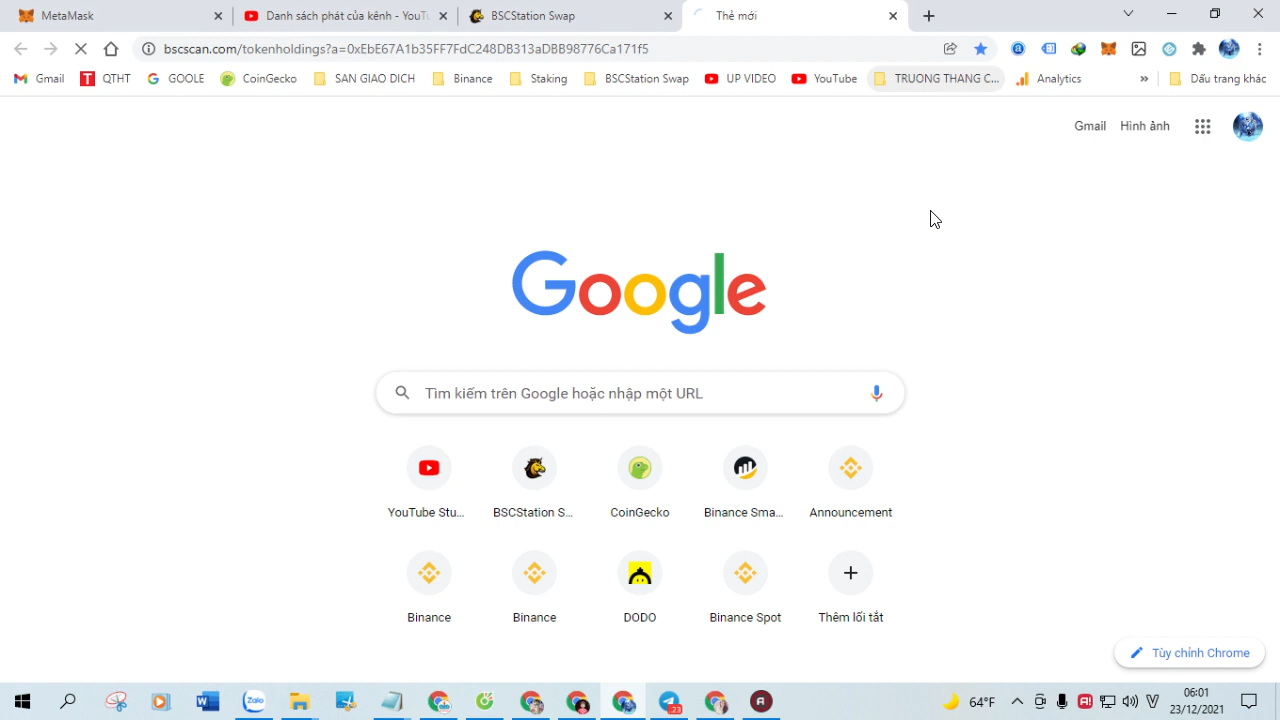 MetaMask
Danh sách phát của kênh - YouTu
BSCStation Swap
Thẻ mới
bscscan.com/tokenholdings?a=0xEbE67A1b35FF7FdC248DB313aDBB98776Ca171f5
Gmail
QTHT
GOOLE
CoinGecko
SAN GIAO DICH
Binance
Staking
BSCStation Swap
UP VIDEO
YouTube
TRUONG THANG C...
Analytics
»
Dấu trang khác
Gmail
Hình ảnh
Google
Tìm kiếm trên Google hoặc nhập một URL
YouTube Stu...
BSCStation S...
CoinGecko
Binance Sma...
Announcement
Binance
Binance
DODO
Binance Spot
Thêm lối tắt
Tùy chỉnh Chrome
Zalo
23
64°F
06:01
23/12/2021